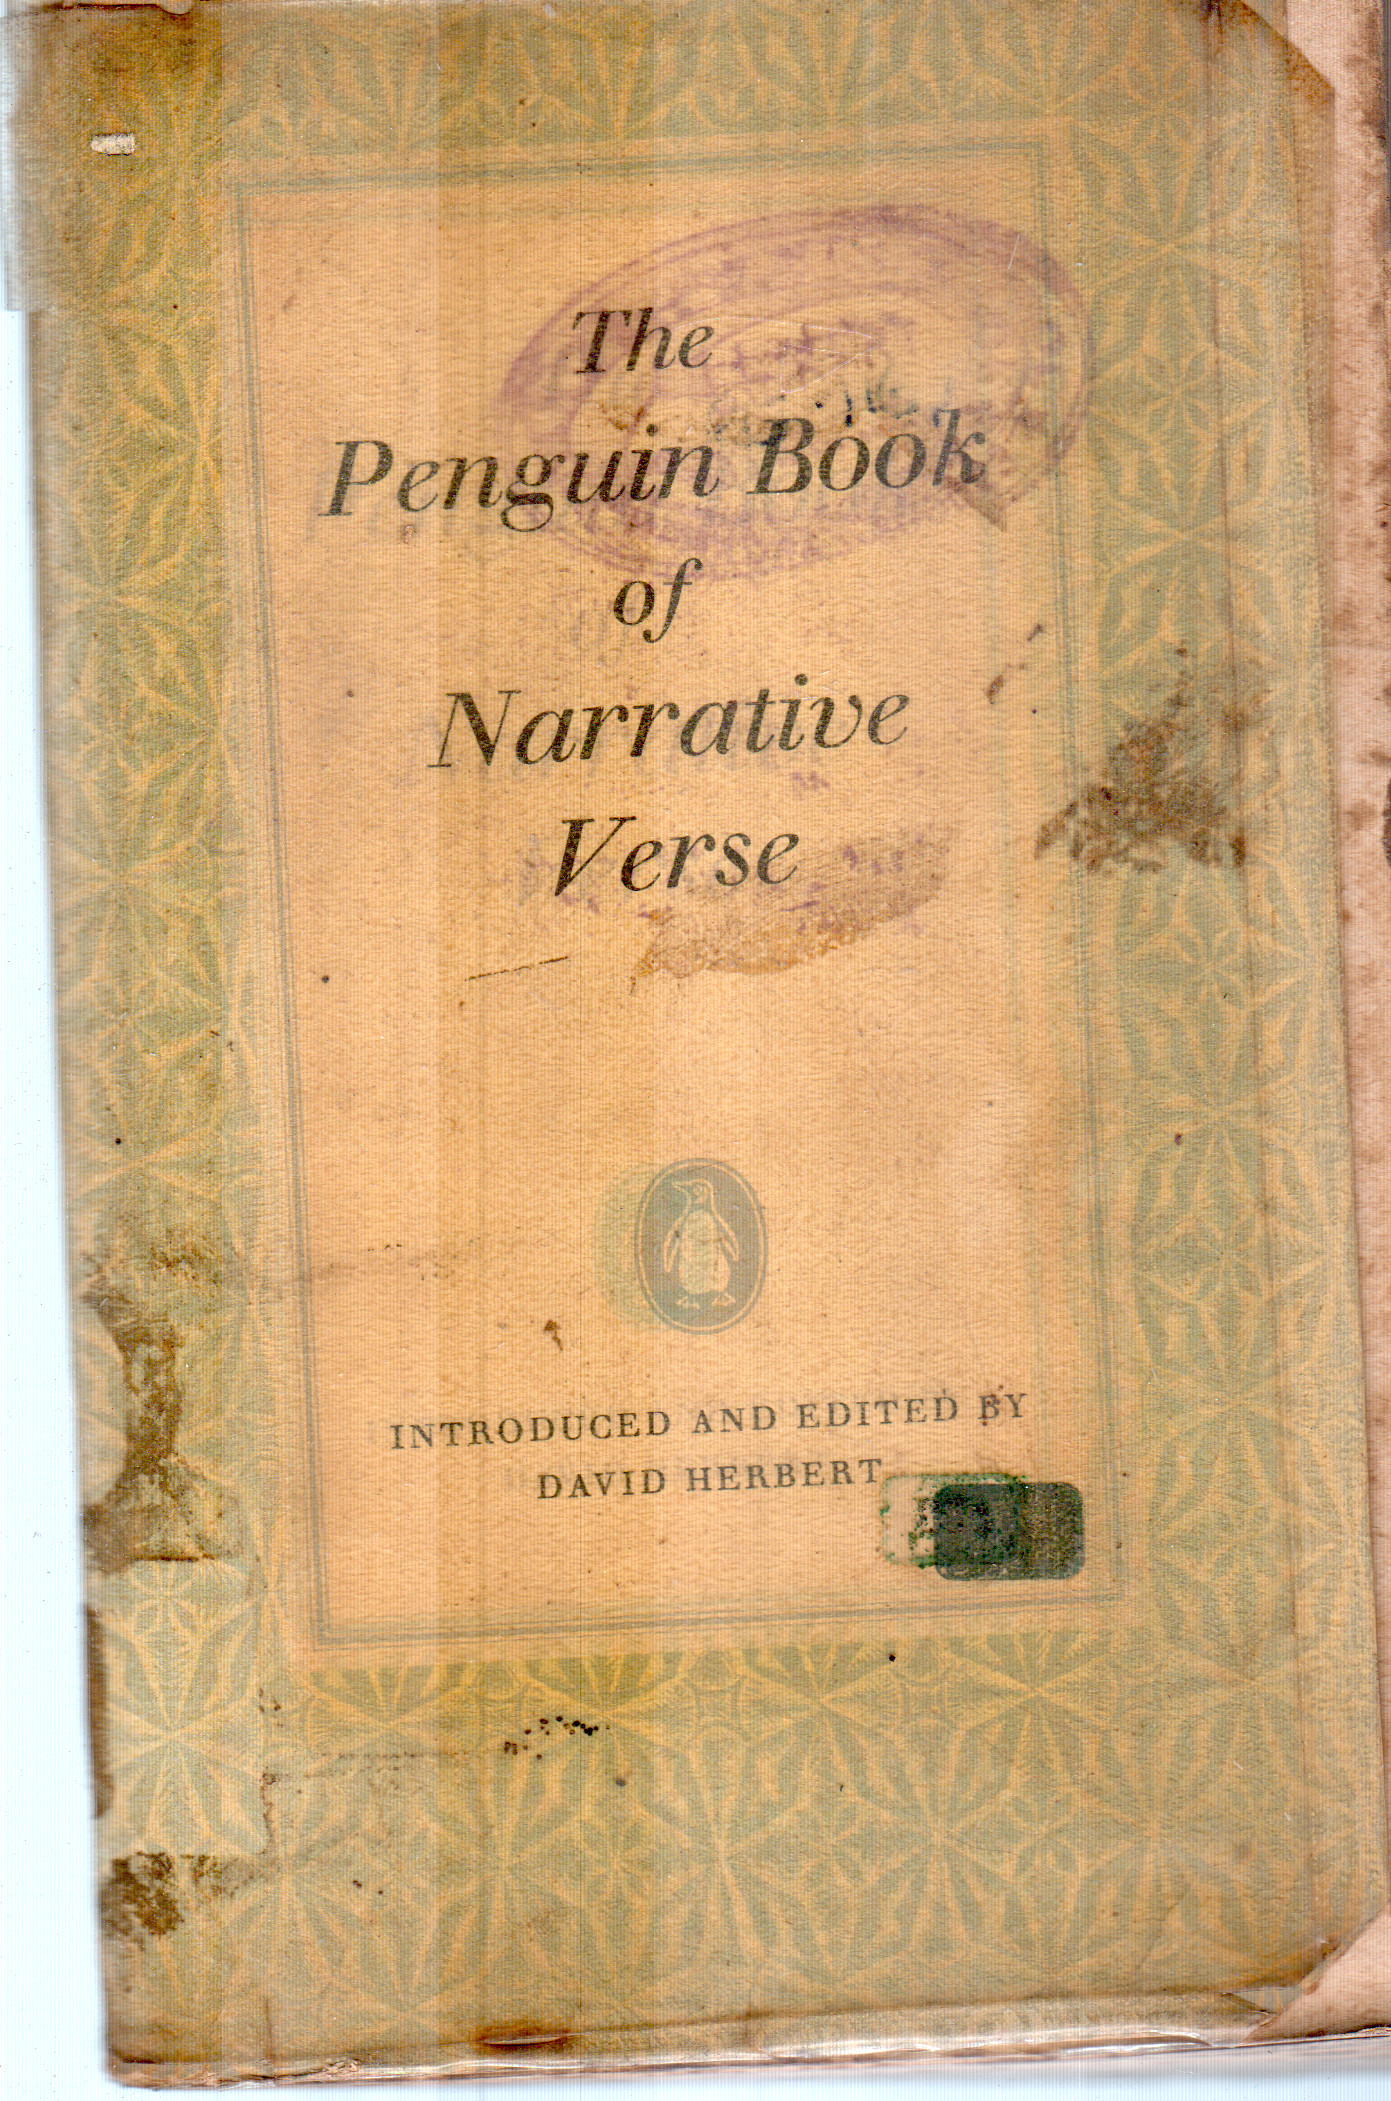 The
Penguin Book
of
Narrative
Verse
INTRODUCED AND EDITED BY
DAVID HERBERT